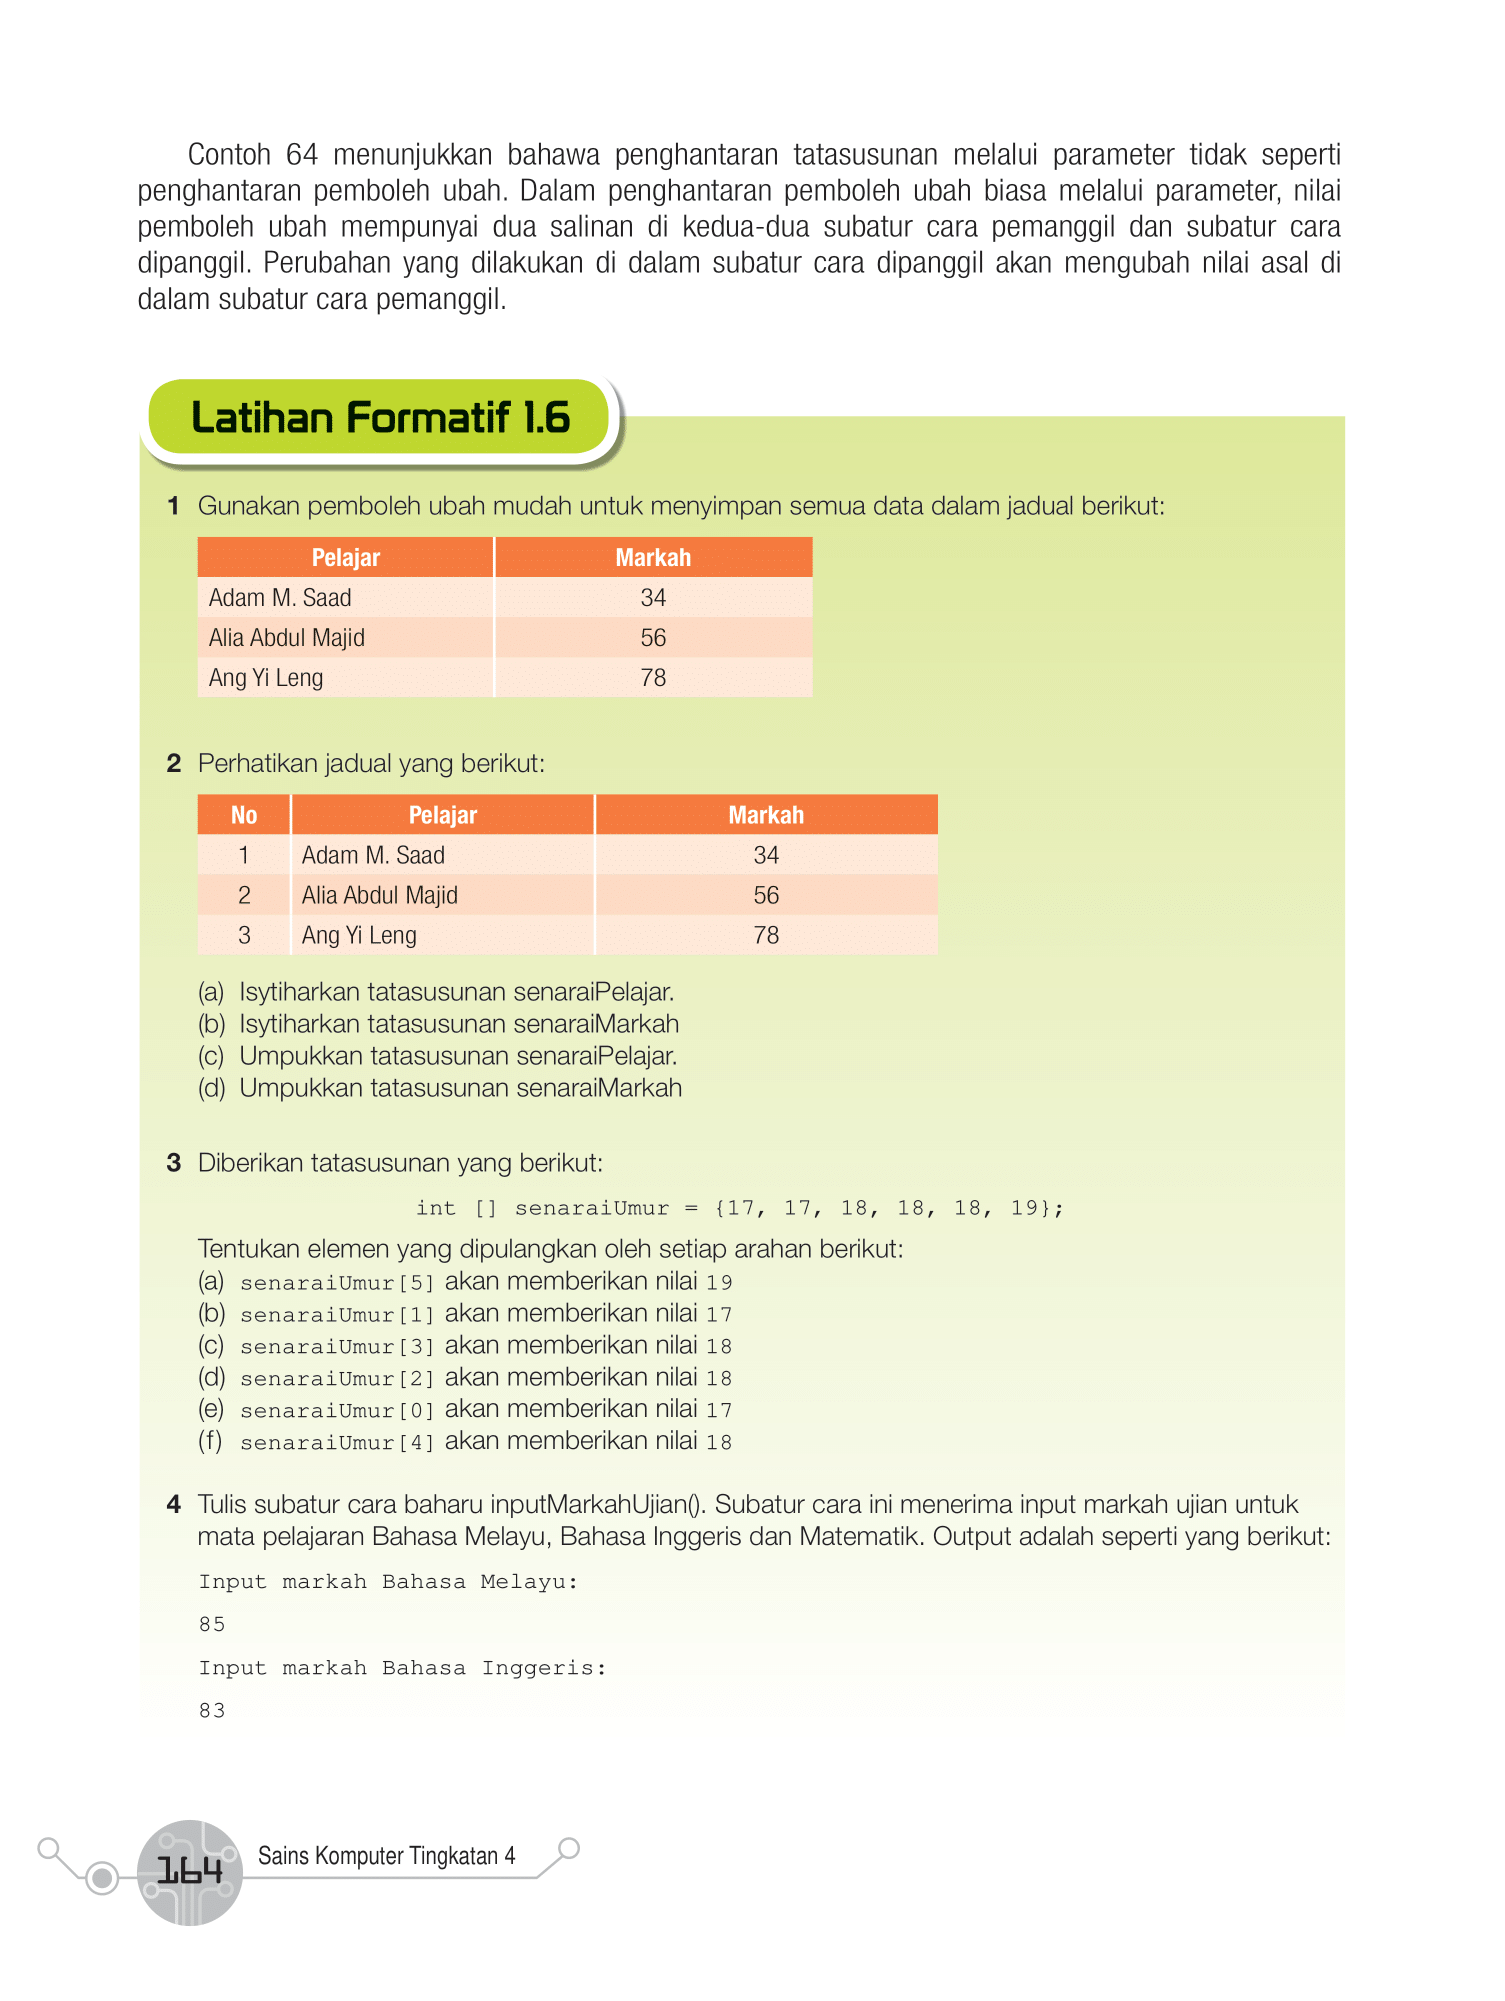 Contoh 64 menunjukkan bahawa penghantaran tatasusunan melalui parameter tidak seperti
penghantaran pemboleh ubah. Dalam penghantaran pemboleh ubah biasa melalui parameter, nilai
pemboleh ubah mempunyai dua salinan di kedua-dua subatur cara pemanggil dan subatur cara
dipanggil. Perubahan yang dilakukan di dalam subatur cara dipanggil akan mengubah nilai asal di
dalam subatur cara pemanggil.
Latihan Formatif 1.6
1 Gunakan pemboleh ubah mudah untuk menyimpan semua data dalam jadual berikut:
Pelajar Markah
Adam M. Saad 34
Alia Abdul Majid 56
Ang Yi Leng 78
2 Perhatikan jadual yang berikut:
No Pelajar Markah
1 Adam M. Saad 34
2 Alia Abdul Majid 56
3 Ang Yi Leng 78
(a) Isytiharkan tatasusunan senaraiPelajar.
(b) Isytiharkan tatasusunan senaraiMarkah
(c) Umpukkan tatasusunan senaraiPelajar.
(d) Umpukkan tatasusunan senaraiMarkah
3 Diberikan tatasusunan yang berikut:
int [] senaraiUmur = {17, 17, 18, 18, 18, 19};
Tentukan elemen yang dipulangkan oleh setiap arahan berikut:
(a) senaraiUmur[5] akan memberikan nilai 19
(b) senaraiUmur[1] akan memberikan nilai 17
(c) senaraiUmur[3] akan memberikan nilai 18
(d) senaraiUmur[2] akan memberikan nilai 18
(e) senaraiUmur[0] akan memberikan nilai 17
(f) senaraiUmur[4] akan memberikan nilai 18
4 Tulis subatur cara baharu inputMarkahUjian(). Subatur cara ini menerima input markah ujian untuk
mata pelajaran Bahasa Melayu, Bahasa Inggeris dan Matematik. Output adalah seperti yang berikut:
Input markah Bahasa Melayu:
85
Input markah Bahasa Inggeris:
83
164 Sains Komputer Tingkatan 4